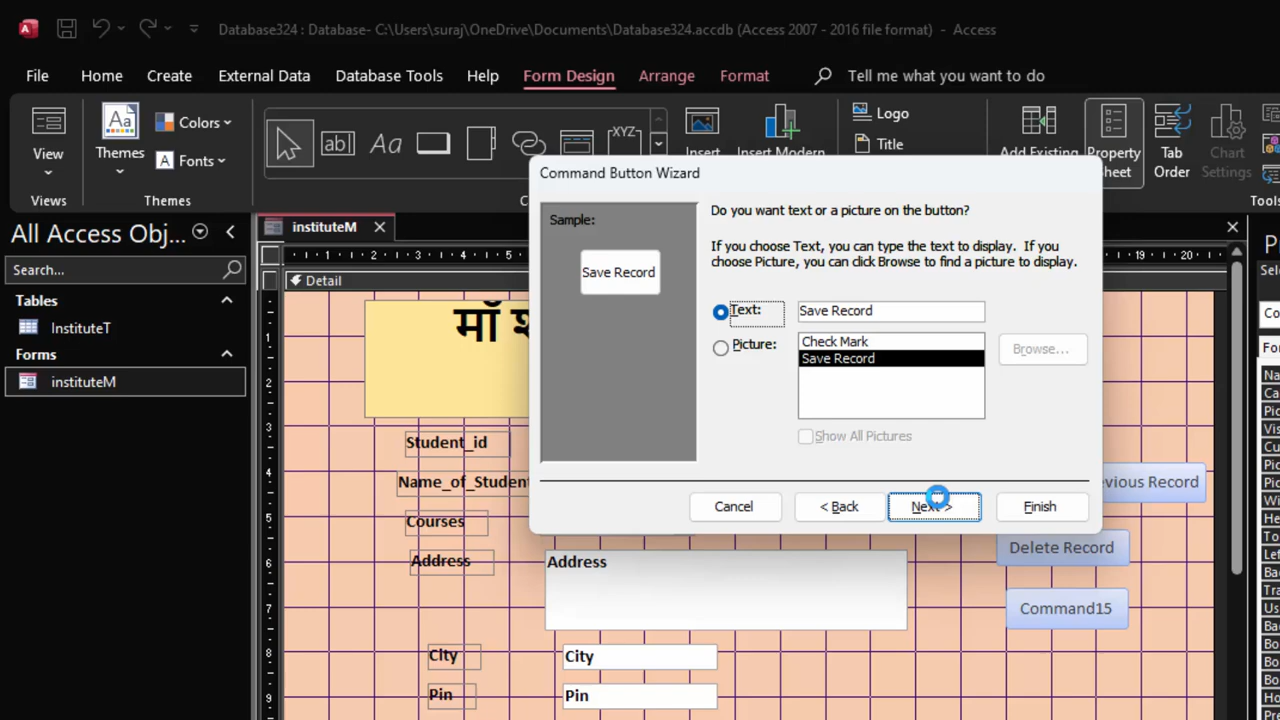 Database324 : Database- C:\Users\suraj\OneDrive\Documents\Database324.accdb (Access 2007 - 2016 file format) - Access
File Home Create External Data Database Tools Help Form Design Arrange Format Tell me what you want to do
View
Views
Themes
Colors
Fonts
Themes
Logo
Title
Insert
Insert Modern
Add Existing
Property Sheet
Tab Order
Chart Settings
Tools
All Access Obj...
Search...
Tables
InstituteT
Forms
instituteM
instituteM
Detail
माँ
Student_id
Name_of_Student
Courses
Address
Address
City
City
Pin
Pin
Command Button Wizard
Sample:
Save Record
Do you want text or a picture on the button?
If you choose Text, you can type the text to display. If you
choose Picture, you can click Browse to find a picture to display.
Text:
Save Record
Picture:
Check Mark
Save Record
Browse...
Show All Pictures
Cancel
< Back
Next >
Finish
evious Record
Delete Record
Command15